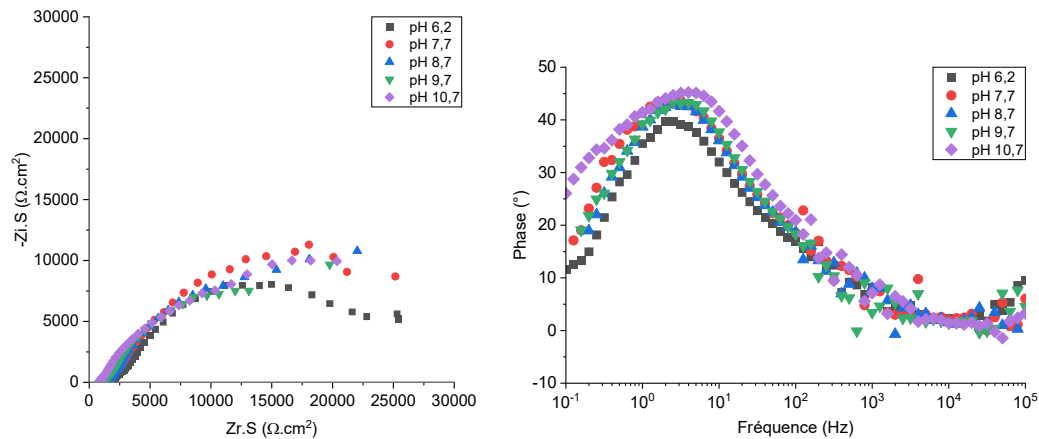 30000
25000
20000
15000
10000
5000
0
-Zi.S (Ω.cm²)
0 5000 10000 15000 20000 25000 30000
Zr.S (Ω.cm²)
pH 6,2
pH 7,7
pH 8,7
pH 9,7
pH 10,7
50
40
30
20
10
0
-10
Phase (°)
10⁻¹ 10⁰ 10¹ 10² 10³ 10⁴ 10⁵
Fréquence (Hz)
pH 6,2
pH 7,7
pH 8,7
pH 9,7
pH 10,7